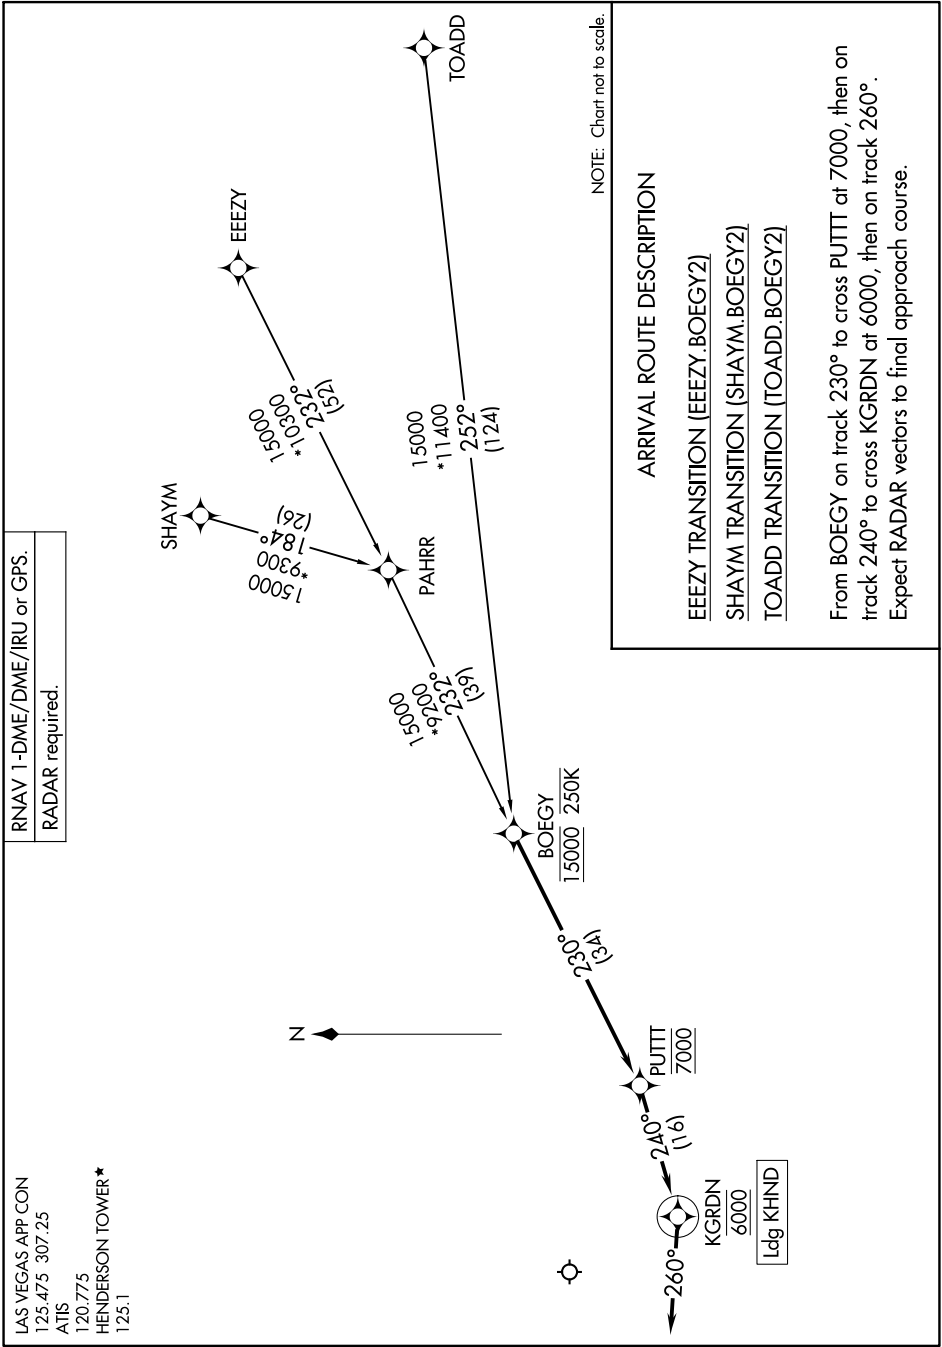 LAS VEGAS APP CON
125.475 307.25
ATIS
120.775
HENDERSON TOWER★
125.1
RNAV 1-DME/DME/IRU or GPS.
RADAR required.
SHAYM
15000
*9300
184°
(26)
EEEZY
15000
*10300
232°
(52)
TOADD
15000
*11400
252°
(124)
PAHRR
15000
*9200
232°
(39)
BOEGY
15000 250K
230°
(34)
N
PUTTT
7000
240°
(16)
KGRDN
6000
Ldg KHND
260°
NOTE: Chart not to scale.
ARRIVAL ROUTE DESCRIPTION
EEEZY TRANSITION (EEEZY.BOEGY2)
SHAYM TRANSITION (SHAYM.BOEGY2)
TOADD TRANSITION (TOADD.BOEGY2)
From BOEGY on track 230° to cross PUTTT at 7000, then on
track 240° to cross KGRDN at 6000, then on track 260°.
Expect RADAR vectors to final approach course.